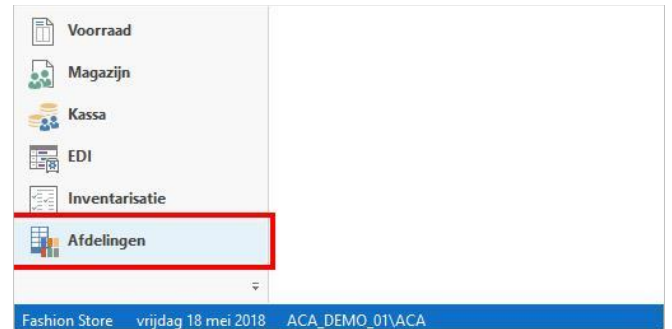 Voorraad
Magazijn
Kassa
EDI
Inventarisatie
Afdelingen
Fashion Store vrijdag 18 mei 2018 ACA_DEMO_01\ACA